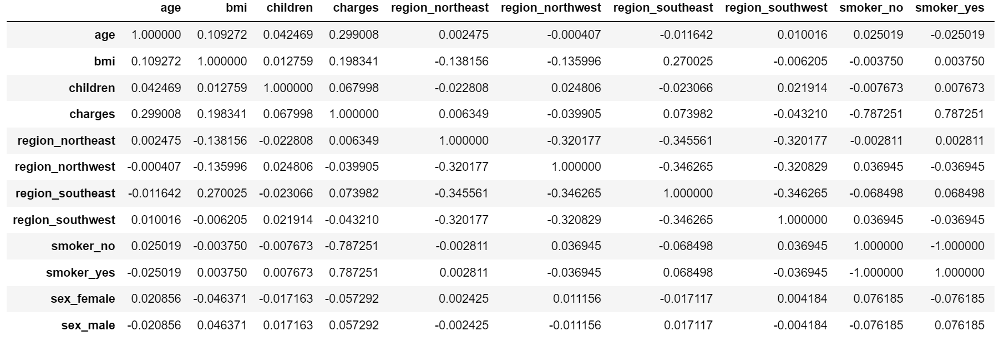 age bmi children charges region_northeast region_northwest region_southeast region_southwest smoker_no smoker_yes
age 1.000000 0.109272 0.042469 0.299008 0.002475 -0.000407 -0.011642 0.010016 0.025019 -0.025019
bmi 0.109272 1.000000 0.012759 0.198341 -0.138156 -0.135996 0.270025 -0.006205 -0.003750 0.003750
children 0.042469 0.012759 1.000000 0.067998 -0.022808 0.024806 -0.023066 0.021914 -0.007673 0.007673
charges 0.299008 0.198341 0.067998 1.000000 0.006349 -0.039905 0.073982 -0.043210 -0.787251 0.787251
region_northeast 0.002475 -0.138156 -0.022808 0.006349 1.000000 -0.320177 -0.345561 -0.320177 -0.002811 0.002811
region_northwest -0.000407 -0.135996 0.024806 -0.039905 -0.320177 1.000000 -0.346265 -0.320829 0.036945 -0.036945
region_southeast -0.011642 0.270025 -0.023066 0.073982 -0.345561 -0.346265 1.000000 -0.346265 -0.068498 0.068498
region_southwest 0.010016 -0.006205 0.021914 -0.043210 -0.320177 -0.320829 -0.346265 1.000000 0.036945 -0.036945
smoker_no 0.025019 -0.003750 -0.007673 -0.787251 -0.002811 0.036945 -0.068498 0.036945 1.000000 -1.000000
smoker_yes -0.025019 0.003750 0.007673 0.787251 0.002811 -0.036945 0.068498 -0.036945 -1.000000 1.000000
sex_female 0.020856 -0.046371 -0.017163 -0.057292 0.002425 0.011156 -0.017117 0.004184 0.076185 -0.076185
sex_male -0.020856 0.046371 0.017163 0.057292 -0.002425 -0.011156 0.017117 -0.004184 -0.076185 0.076185